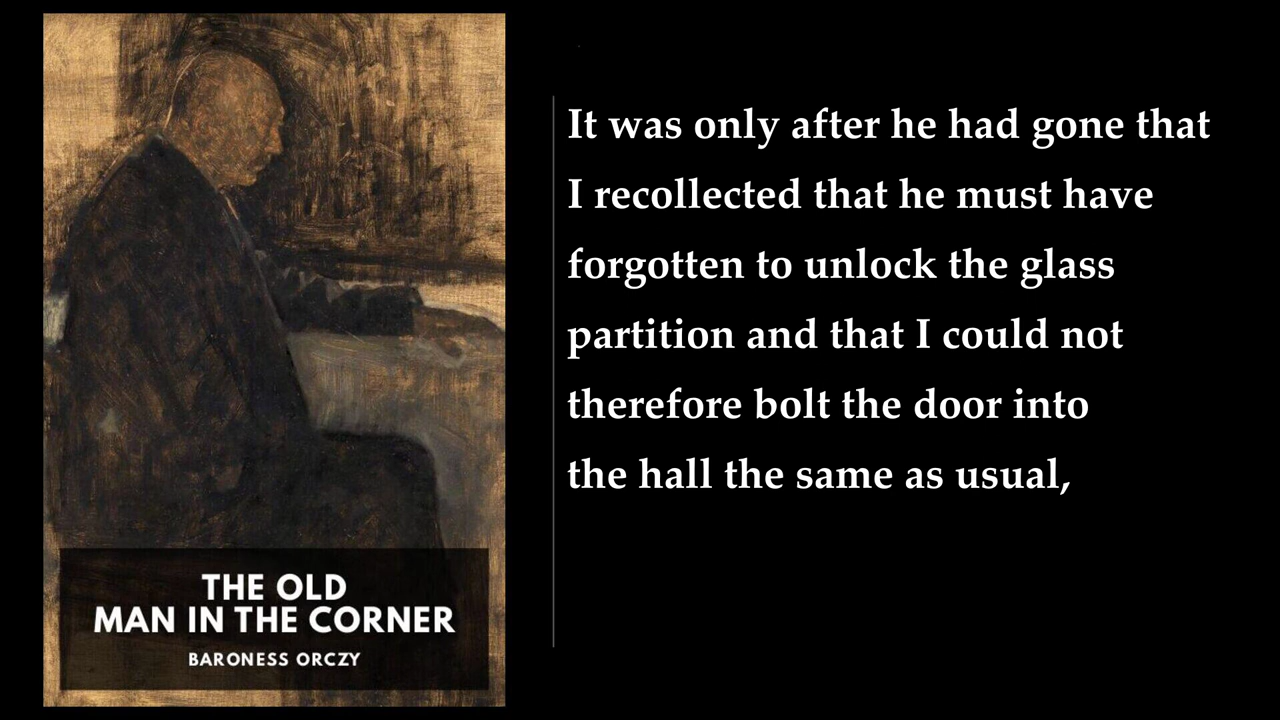 THE OLD
MAN IN THE CORNER
BARONESS ORCZY
It was only after he had gone that
I recollected that he must have
forgotten to unlock the glass
partition and that I could not
therefore bolt the door into
the hall the same as usual,